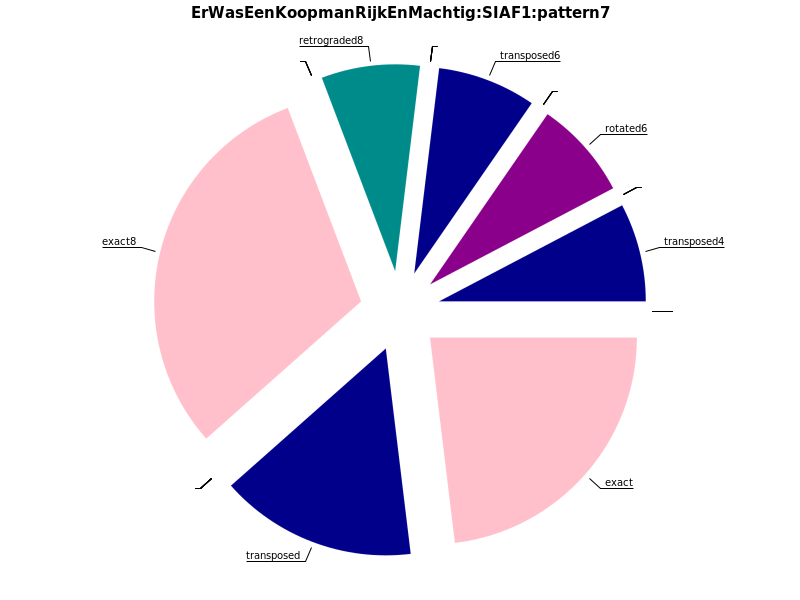 ErWasEenKoopmanRijkEnMachtig:SIAF1:pattern7
retrograded8
transposed6
rotated6
exact8
transposed4
exact
transposed